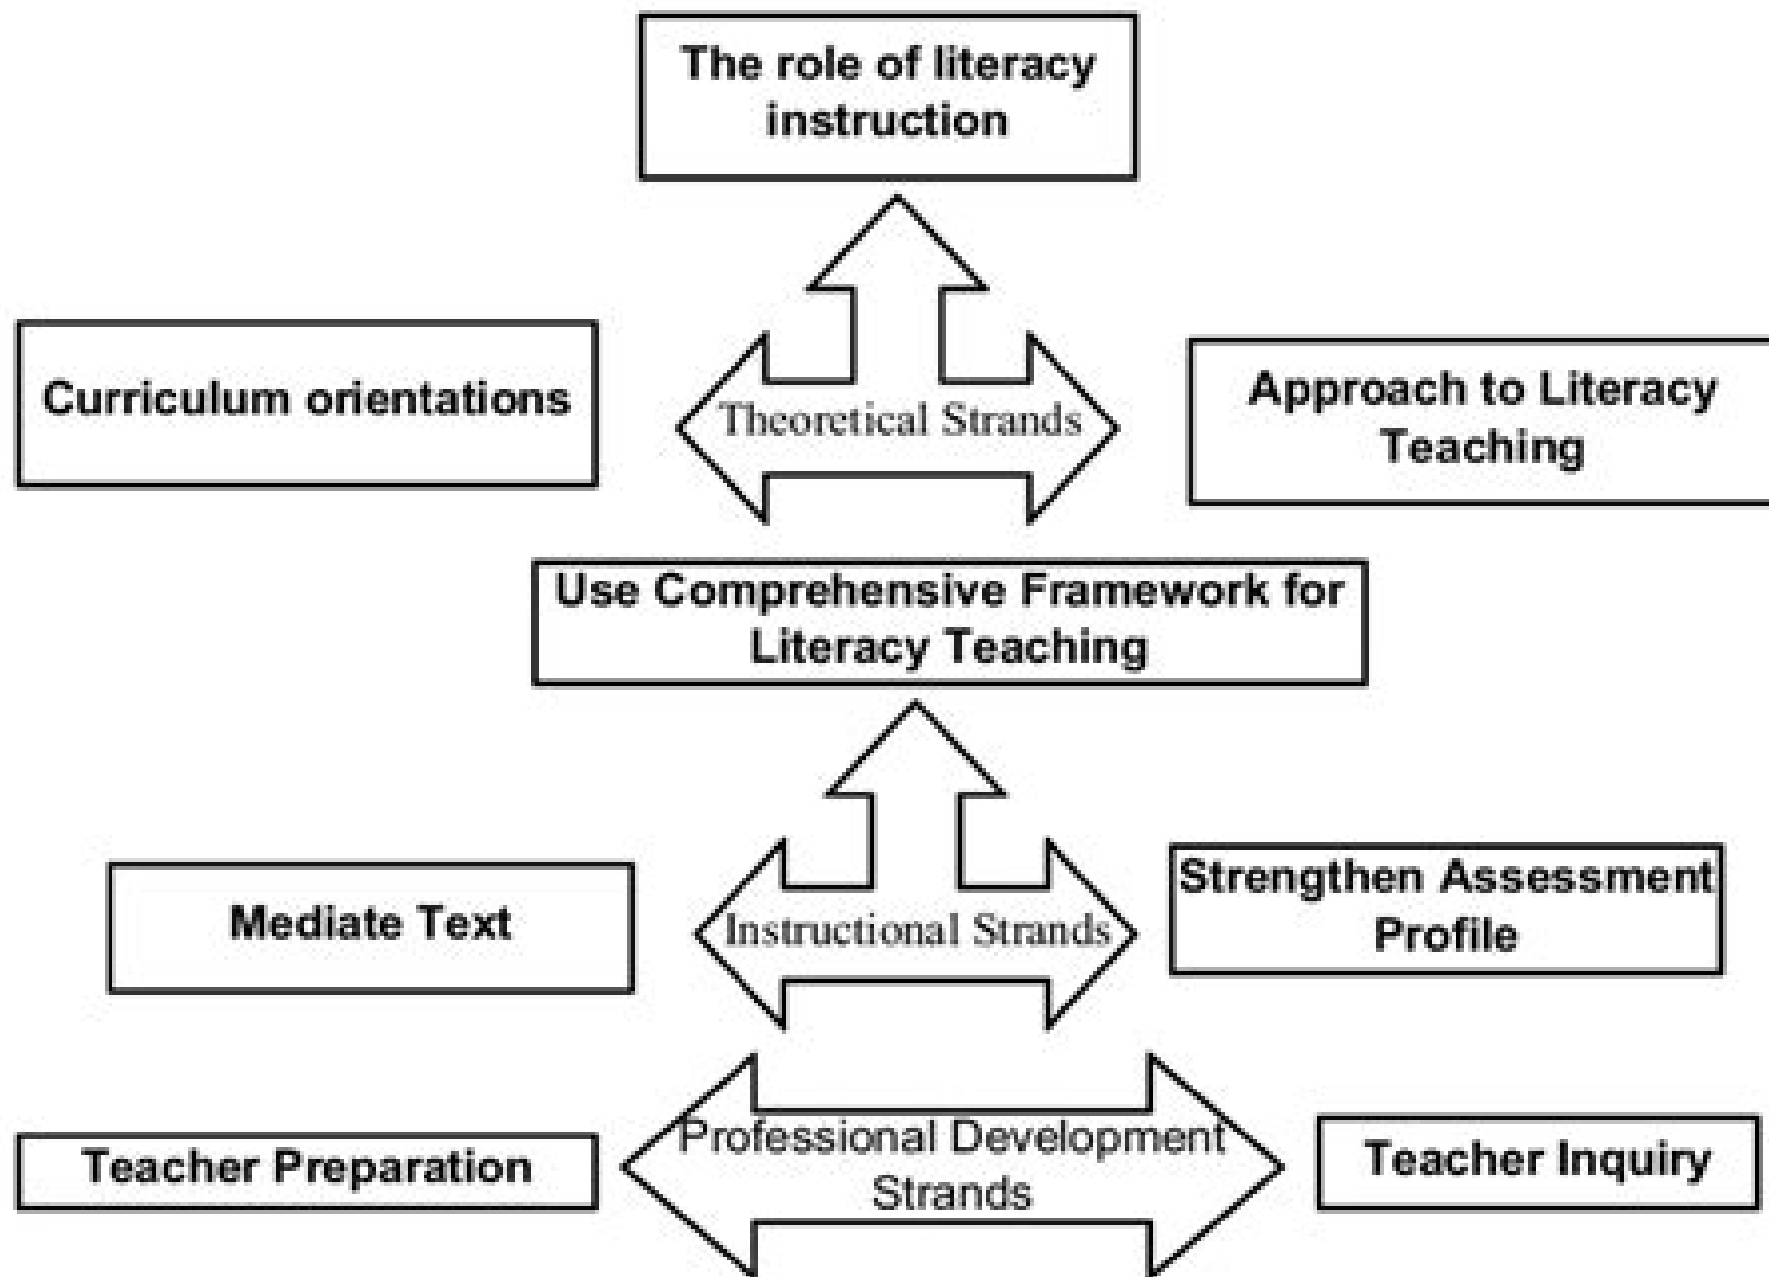 The role of literacy
instruction
Curriculum orientations
Theoretical Strands
Approach to Literacy
Teaching
Use Comprehensive Framework for
Literacy Teaching
Mediate Text
Instructional Strands
Strengthen Assessment
Profile
Teacher Preparation
Professional Development
Strands
Teacher Inquiry